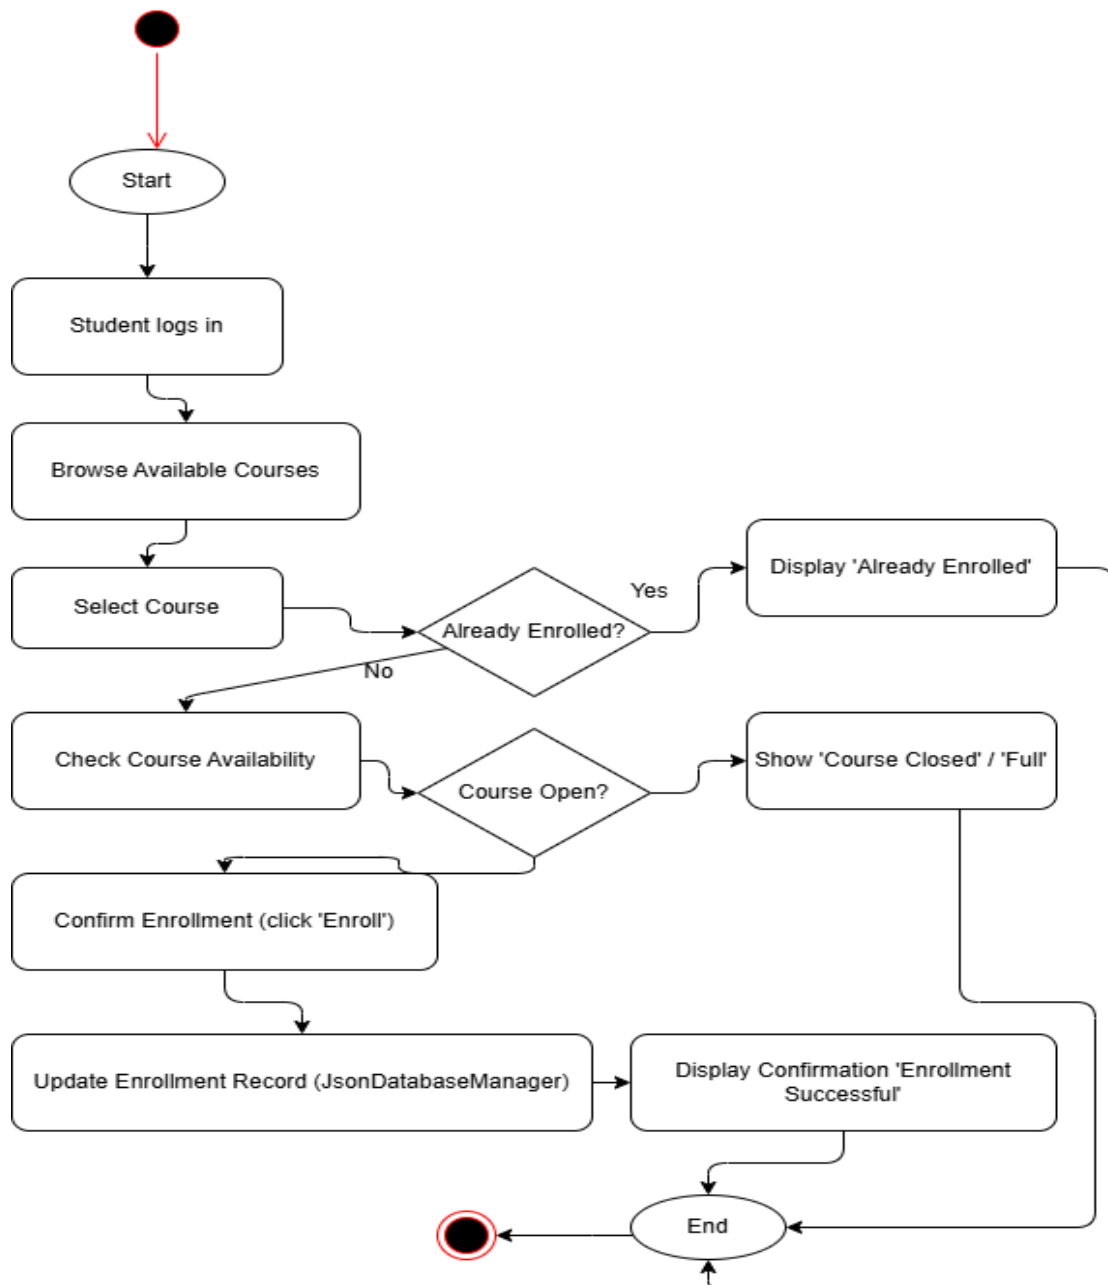 Start
Student logs in
Browse Available Courses
Select Course
Already Enrolled?
Yes
Display 'Already Enrolled'
No
Check Course Availability
Course Open?
Show 'Course Closed' / 'Full'
Confirm Enrollment (click 'Enroll')
Update Enrollment Record (JsonDatabaseManager)
Display Confirmation 'Enrollment
Successful'
End